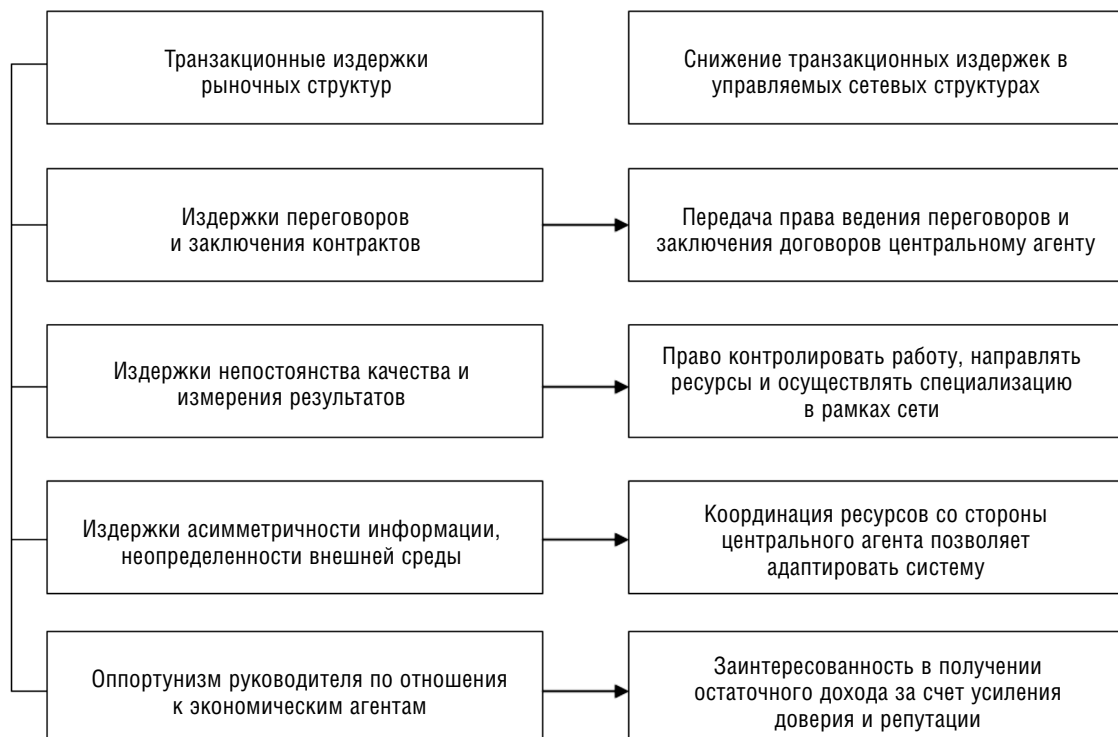 Транзакционные издержки
рыночных структур
Снижение транзакционных издержек в
управляемых сетевых структурах
Издержки переговоров
и заключения контрактов
Передача права ведения переговоров и
заключения договоров центральному агенту
Издержки непостоянства качества и
измерения результатов
Право контролировать работу, направлять
ресурсы и осуществлять специализацию
в рамках сети
Издержки асимметричности информации,
неопределенности внешней среды
Координация ресурсов со стороны
центрального агента позволяет
адаптировать систему
Оппортунизм руководителя по отношения
к экономическим агентам
Заинтересованность в получении
остаточного дохода за счет усиления
доверия и репутации